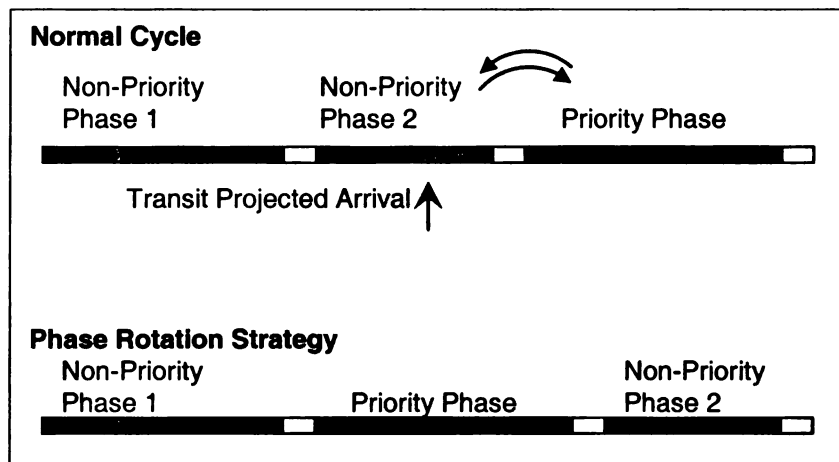 Normal Cycle
Non-Priority Non-Priority
Phase 1 Phase 2 Priority Phase
Transit Projected Arrival
Phase Rotation Strategy
Non-Priority Non-Priority
Phase 1 Priority Phase Phase 2